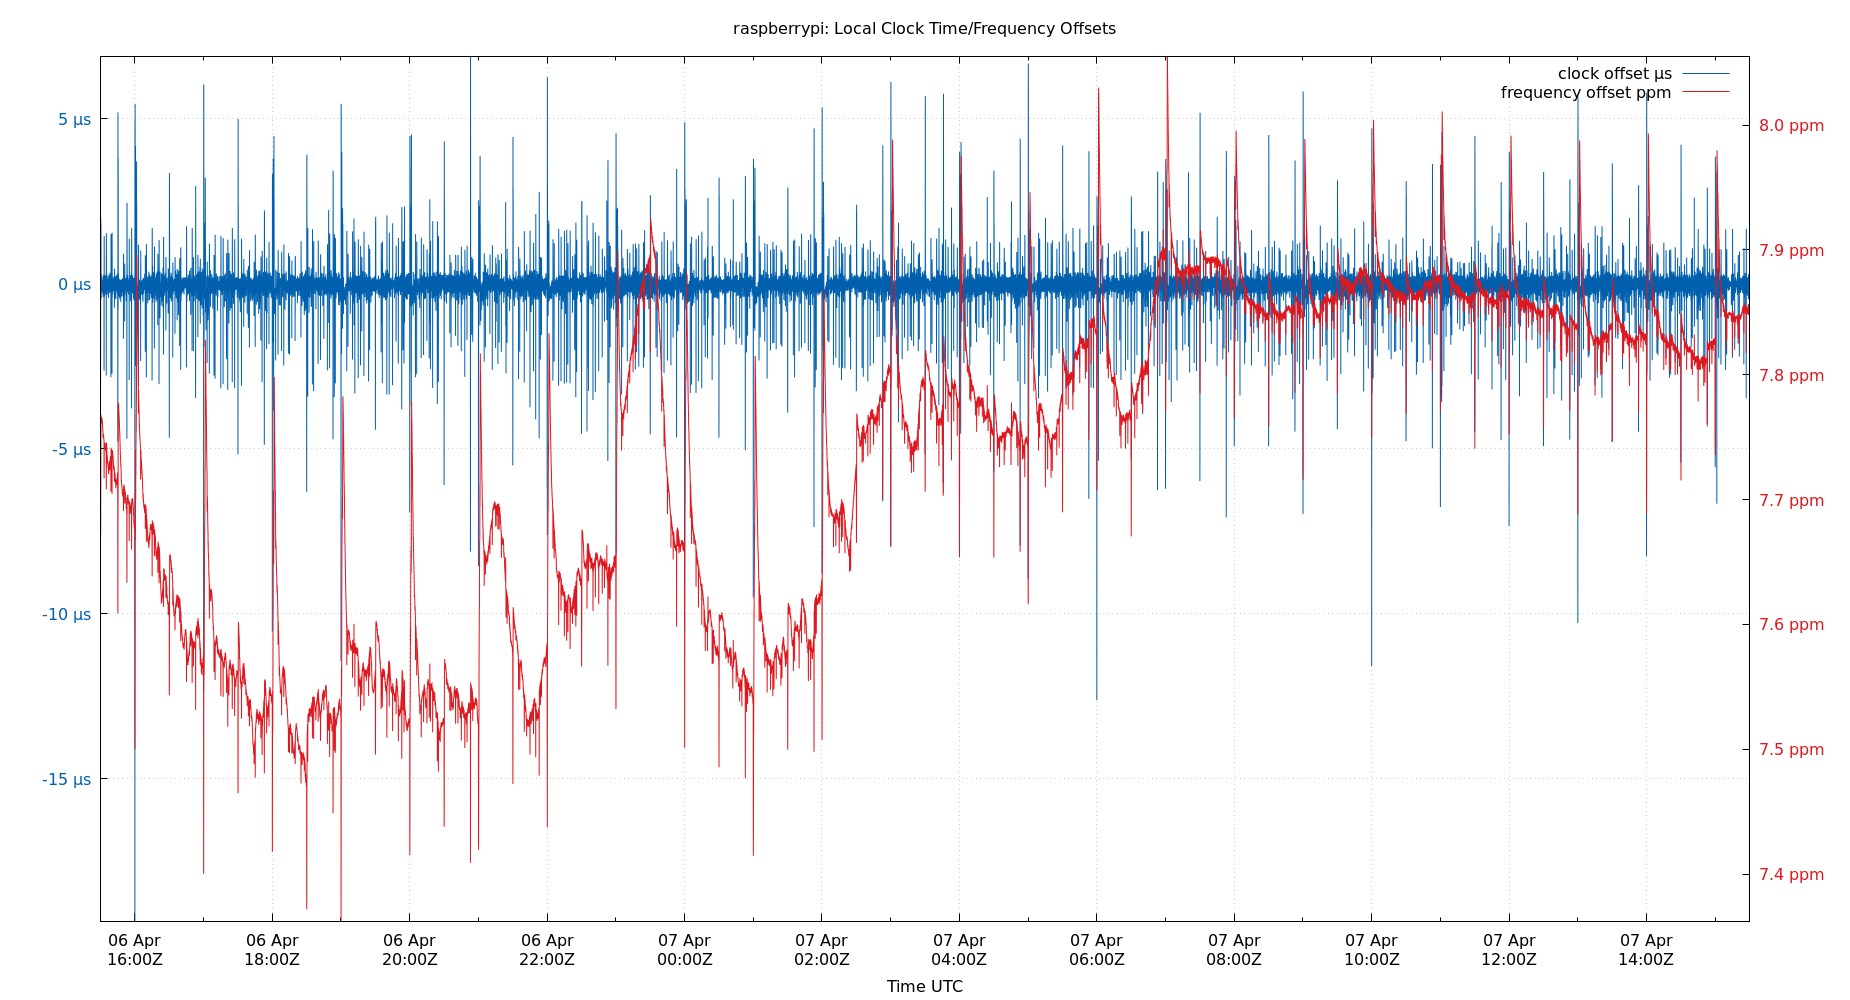 raspberrypi: Local Clock Time/Frequency Offsets
clock offset µs
frequency offset ppm
5 µs
0 µs
-5 µs
-10 µs
-15 µs
8.0 ppm
7.9 ppm
7.8 ppm
7.7 ppm
7.6 ppm
7.5 ppm
7.4 ppm
06 Apr 06 Apr 06 Apr 06 Apr 07 Apr 07 Apr 07 Apr 07 Apr 07 Apr 07 Apr 07 Apr 07 Apr
16:00Z 18:00Z 20:00Z 22:00Z 00:00Z 02:00Z 04:00Z 06:00Z 08:00Z 10:00Z 12:00Z 14:00Z
Time UTC